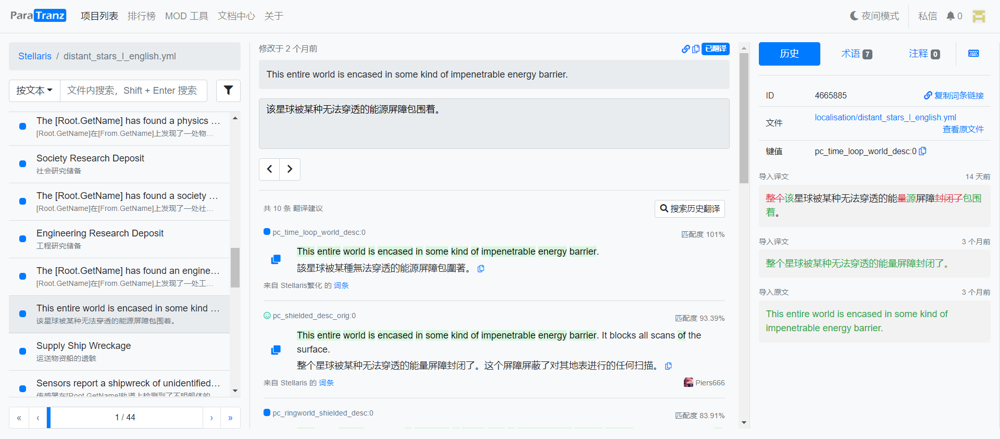 ParaTranz 项目列表 排行榜 MOD 工具 文档中心 关于 夜间模式 私信 0
Stellaris / distant_stars_l_english.yml
按文本 文件内搜索，Shift + Enter 搜索
The [Root.GetName] has found a physics ...
[Root.GetName]在[From.GetName]上发现了一处物...
Society Research Deposit
社会研究储备
The [Root.GetName] has found a society ...
[Root.GetName]在[From.GetName]上发现了一处社...
Engineering Research Deposit
工程研究储备
The [Root.GetName] has found an engine...
[Root.GetName]在[From.GetName]上发现了一处工...
This entire world is encased in some kind ...
该星球被某种无法穿透的能源屏障包围着。
Supply Ship Wreckage
运送物资船的遗骸
Sensors report a shipwreck of unidentified...
传感器在[Root.GetName]轨道上检测到了不明舰体的
« ‹ 1 / 44 › »
修改于 2 个月前 已翻译
This entire world is encased in some kind of impenetrable energy barrier.
该星球被某种无法穿透的能源屏障包围着。
共 10 条 翻译建议 搜索历史翻译
pc_time_loop_world_desc:0 匹配度 101%
This entire world is encased in some kind of impenetrable energy barrier.
該星球被某種無法穿透的能源屏障包圍著。
来自 Stellaris繁化 的 词条
pc_shielded_desc_orig:0 匹配度 93.39%
This entire world is encased in some kind of impenetrable energy barrier. It blocks all scans of the
surface.
整个星球被某种无法穿透的能量屏障封闭了。这个屏障屏蔽了对其地表进行的任何扫描。
来自 Stellaris 的 词条 Piers666
pc_ringworld_shielded_desc:0 匹配度 83.91%
历史 术语 7 注释 0
ID 4665885 复制词条链接
文件 localisation/distant_stars_l_english.yml
查看原文件
键值 pc_time_loop_world_desc:0
导入译文 14 天前
整个该星球被某种无法穿透的能量源屏障封闭了包围
着。
导入译文 3 个月前
整个星球被某种无法穿透的能量屏障封闭了。
导入原文 3 个月前
This entire world is encased in some kind of
impenetrable energy barrier.